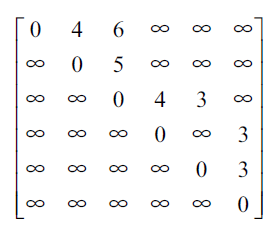 0 4 6 ∞ ∞ ∞
∞ 0 5 ∞ ∞ ∞
∞ ∞ 0 4 3 ∞
∞ ∞ ∞ 0 ∞ 3
∞ ∞ ∞ ∞ 0 3
∞ ∞ ∞ ∞ ∞ 0